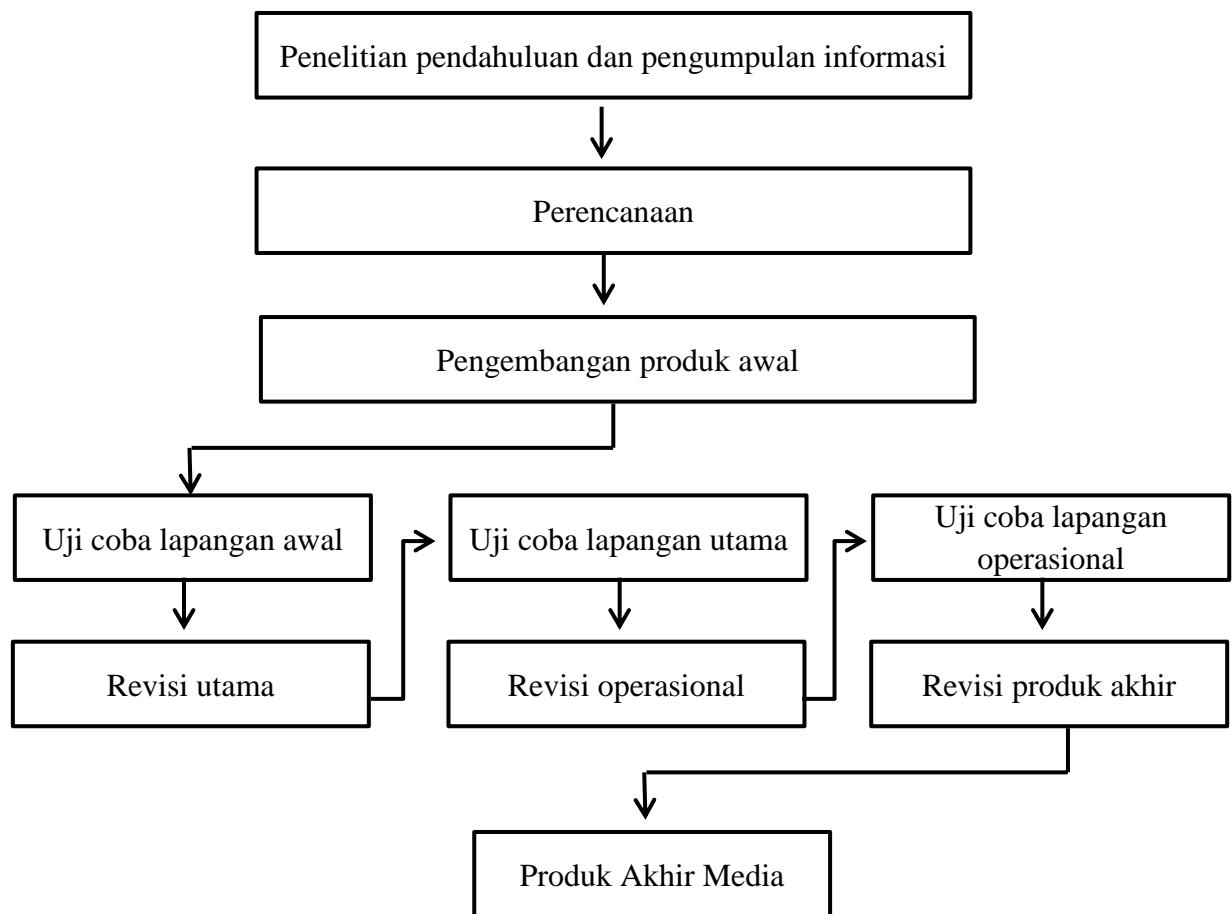 Penelitian pendahuluan dan pengumpulan informasi
Perencanaan
Pengembangan produk awal
Uji coba lapangan awal
Revisi utama
Uji coba lapangan utama
Revisi operasional
Uji coba lapangan
operasional
Revisi produk akhir
Produk Akhir Media